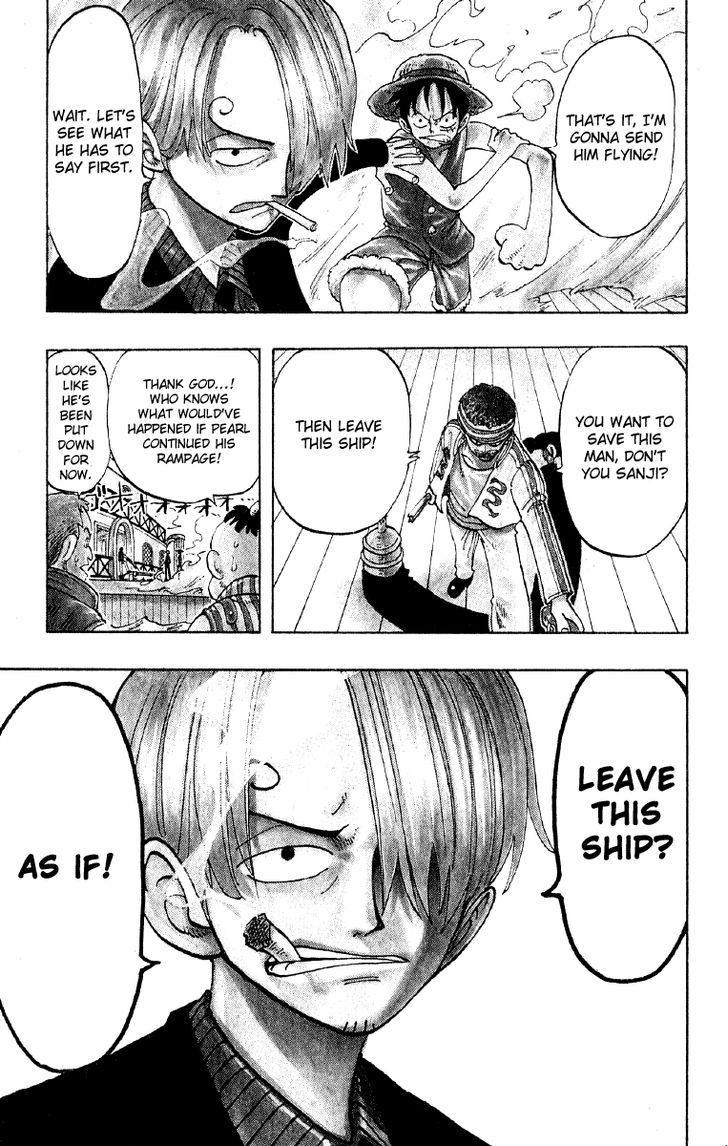 THAT'S IT, I'M
GONNA SEND
HIM FLYING!
WAIT. LET'S
SEE WHAT
HE HAS TO
SAY FIRST.
YOU WANT TO
SAVE THIS
MAN, DON'T
YOU SANJI?
THEN LEAVE
THIS SHIP!
THANK GOD...!
WHO KNOWS
WHAT WOULD'VE
HAPPENED IF PEARL
CONTINUED HIS
RAMPAGE!
LOOKS
LIKE
HE'S
BEEN
PUT
DOWN
FOR
NOW.
LEAVE
THIS
SHIP?
AS IF!